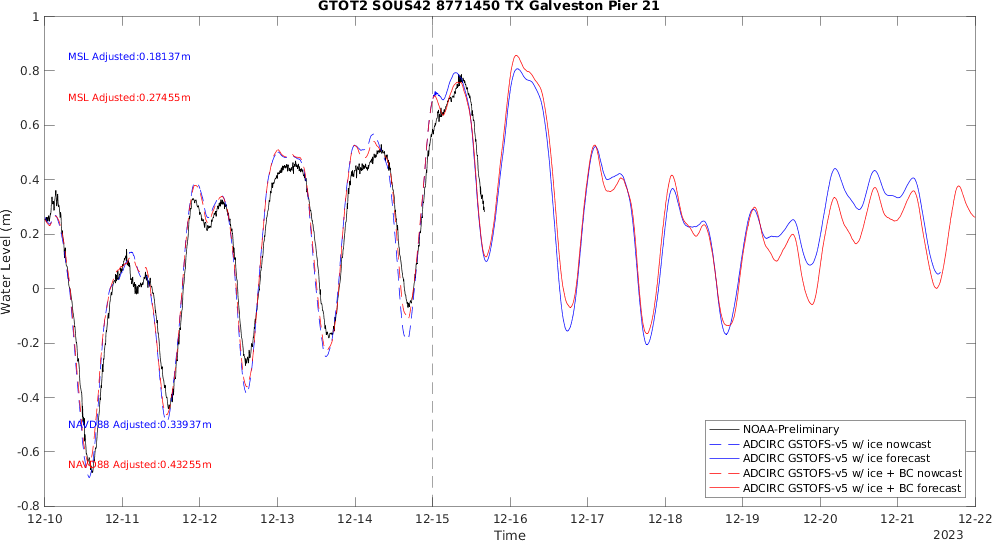 GTOT2 SOUS42 8771450 TX Galveston Pier 21
MSL Adjusted:0.18137m
MSL Adjusted:0.27455m
NAVD88 Adjusted:0.33937m
NAVD88 Adjusted:0.43255m
Water Level (m)
1
0.8
0.6
0.4
0.2
0
-0.2
-0.4
-0.6
-0.8
NOAA-Preliminary
ADCIRC GSTOFS-v5 w/ ice nowcast
ADCIRC GSTOFS-v5 w/ ice forecast
ADCIRC GSTOFS-v5 w/ ice + BC nowcast
ADCIRC GSTOFS-v5 w/ ice + BC forecast
12-10 12-11 12-12 12-13 12-14 12-15 12-16 12-17 12-18 12-19 12-20 12-21 12-22
Time
2023